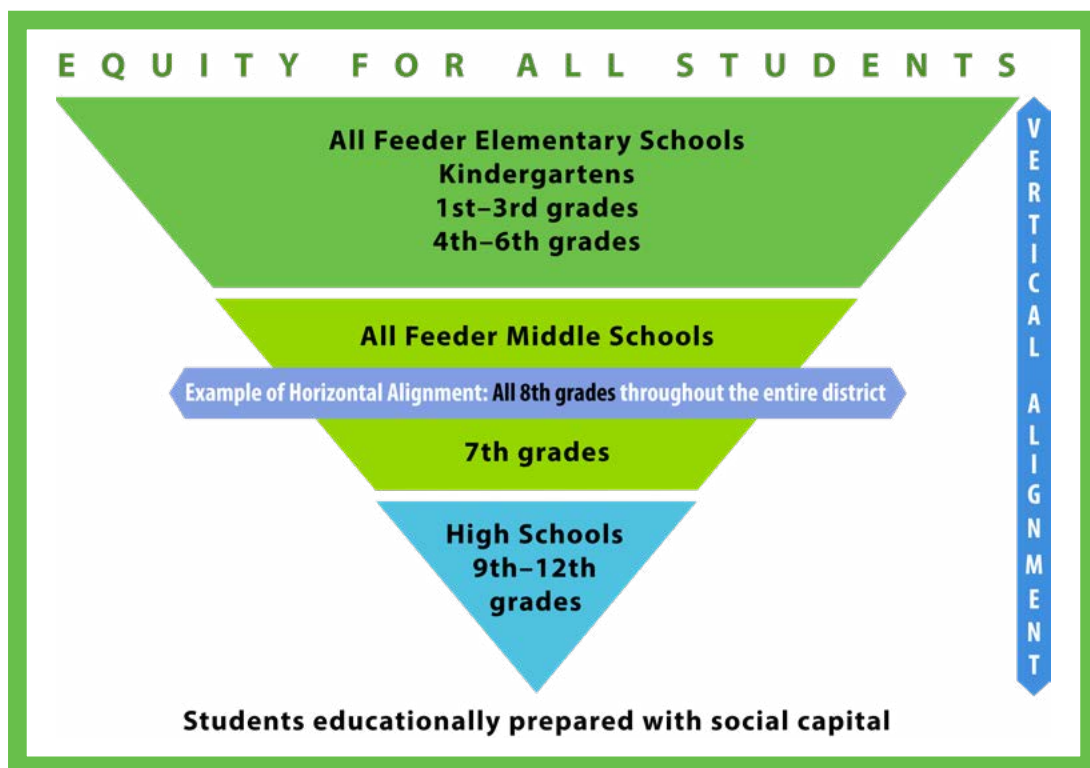 EQUITY FOR ALL STUDENTS
All Feeder Elementary Schools
Kindergartens
1st–3rd grades
4th–6th grades
All Feeder Middle Schools
Example of Horizontal Alignment: All 8th grades throughout the entire district
7th grades
High Schools
9th–12th
grades
Students educationally prepared with social capital
VERTICAL ALIGNMENT